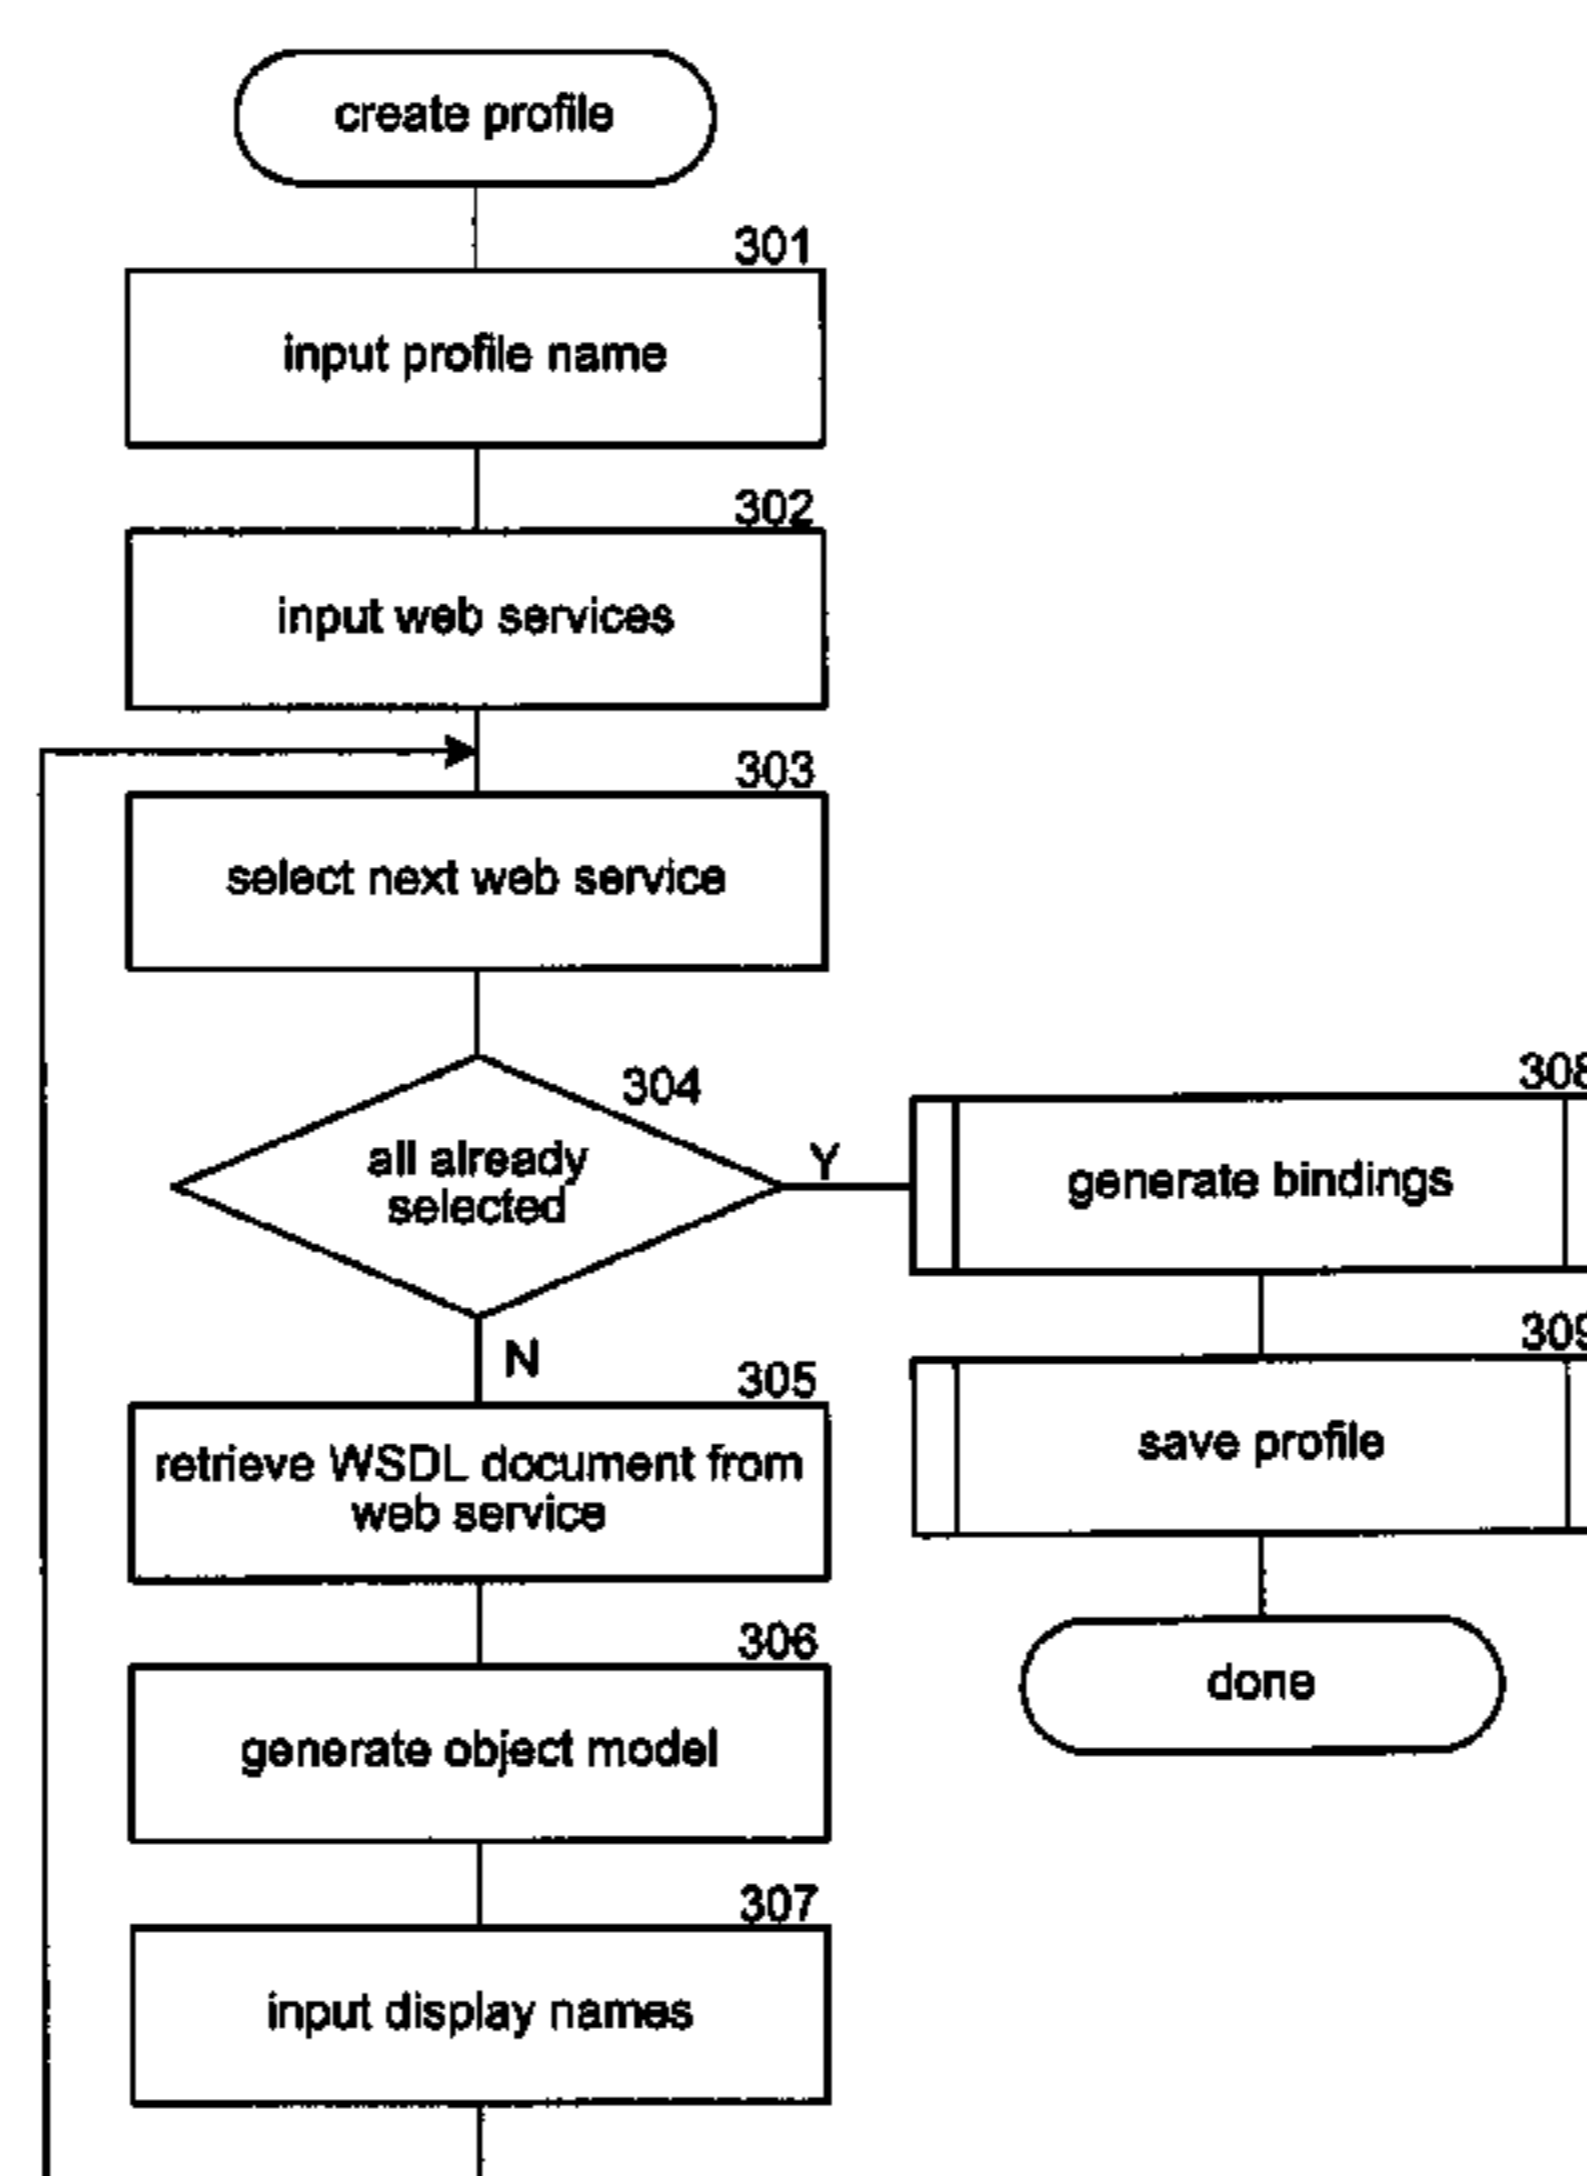 create profile
301
input profile name
302
input web services
303
select next web service
304
all already
selected
Y
N
308
generate bindings
309
save profile
done
305
retrieve WSDL document from
web service
306
generate object model
307
input display names